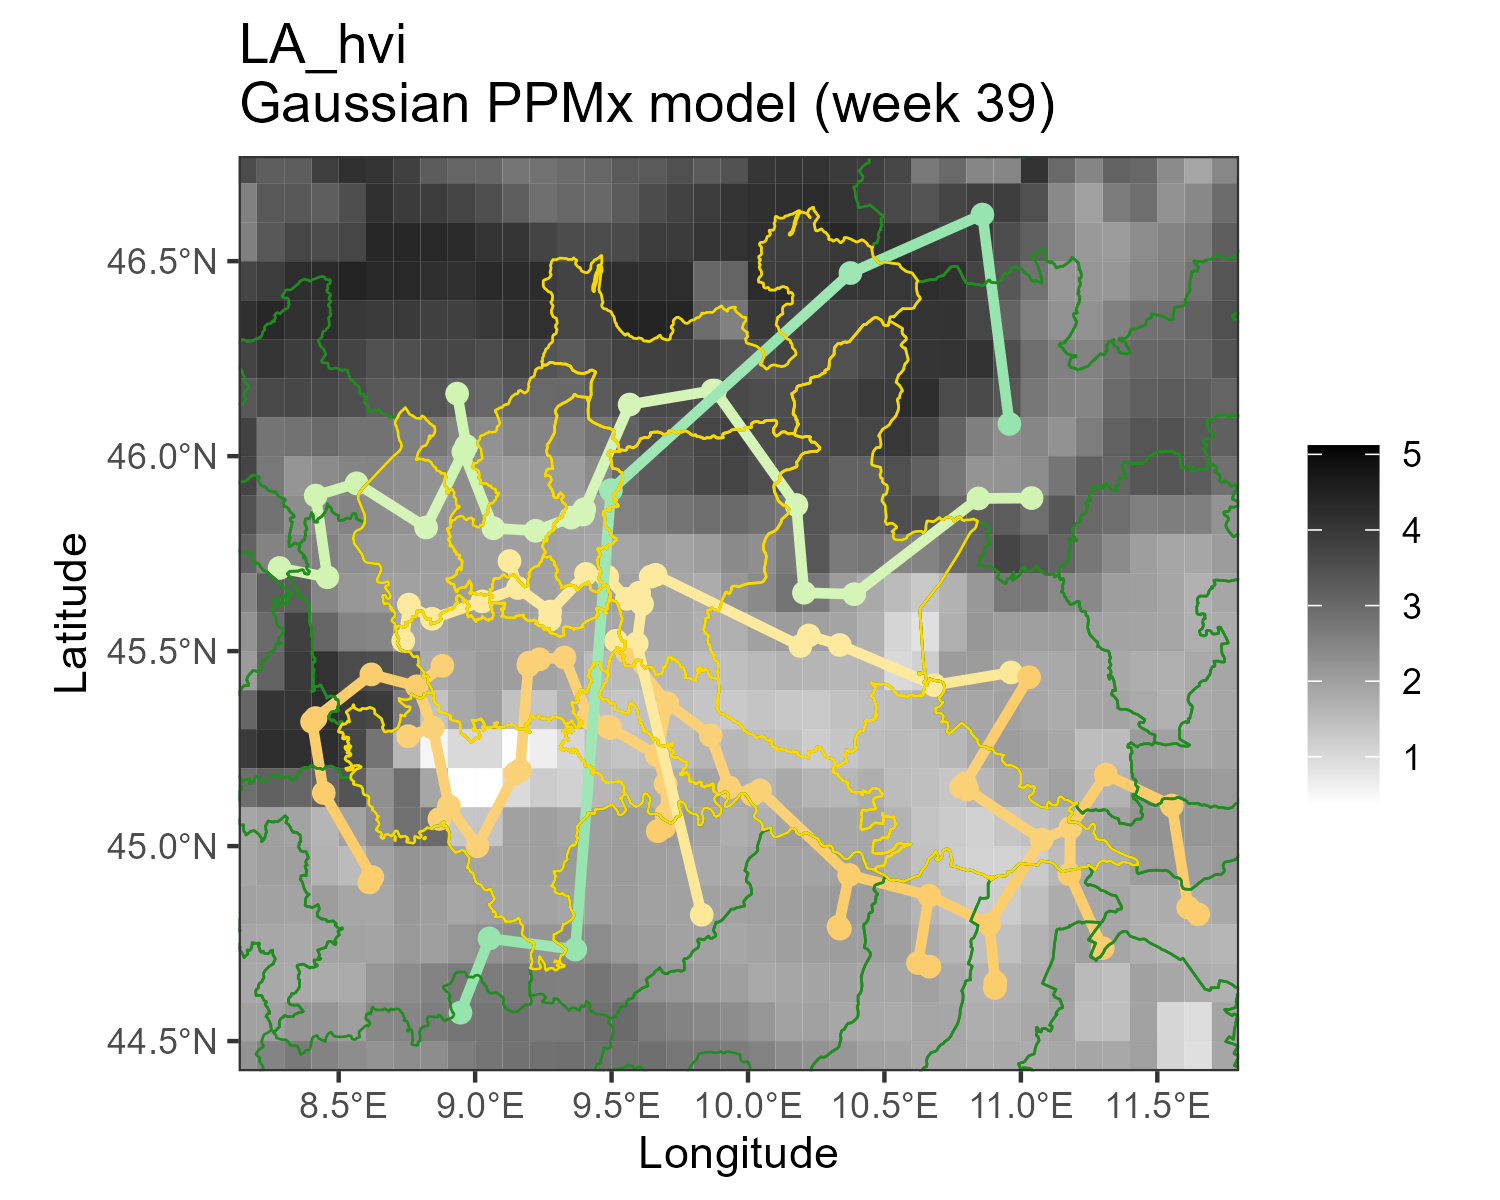 LA_hvi
Gaussian PPMx model (week 39)
46.5°N
46.0°N
45.5°N
45.0°N
44.5°N
Latitude
8.5°E 9.0°E 9.5°E 10.0°E 10.5°E 11.0°E 11.5°E
Longitude
5
4
3
2
1